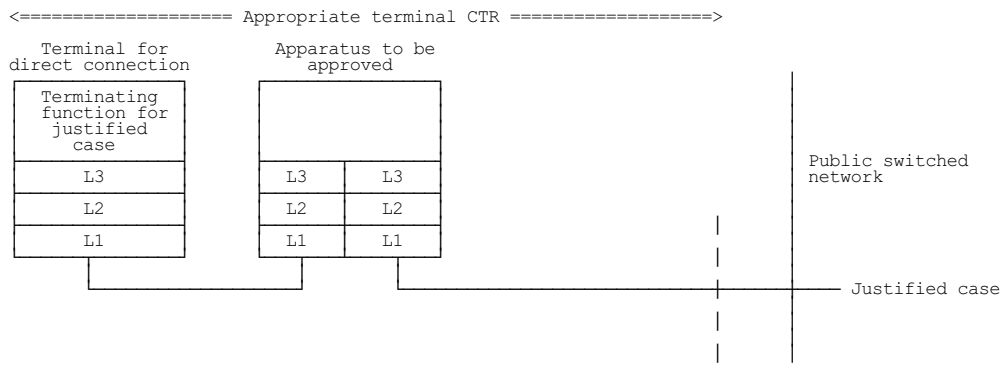 <==================== Appropriate terminal CTR ===================>
Terminal for
direct connection
Apparatus to be
approved
Terminating
function for
justified
case
L3
L2
L1
L3
L3
L2
L2
L1
L1
Public switched
network
Justified case